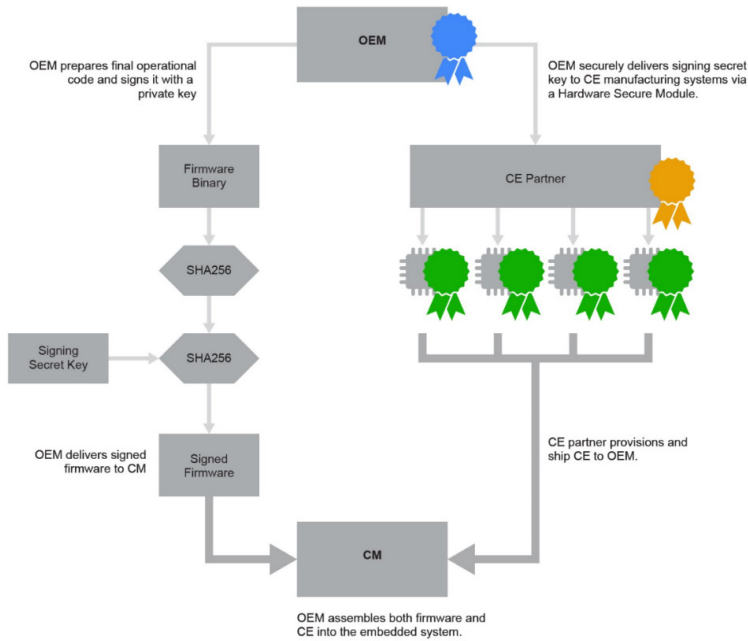 OEM
OEM prepares final operational
code and signs it with a
private key
OEM securely delivers signing secret
key to CE manufacturing systems via
a Hardware Secure Module.
Firmware
Binary
CE Partner
SHA256
Signing
Secret Key
SHA256
OEM delivers signed
firmware to CM
Signed
Firmware
CE partner provisions and
ship CE to OEM.
CM
OEM assembles both firmware and
CE into the embedded system.